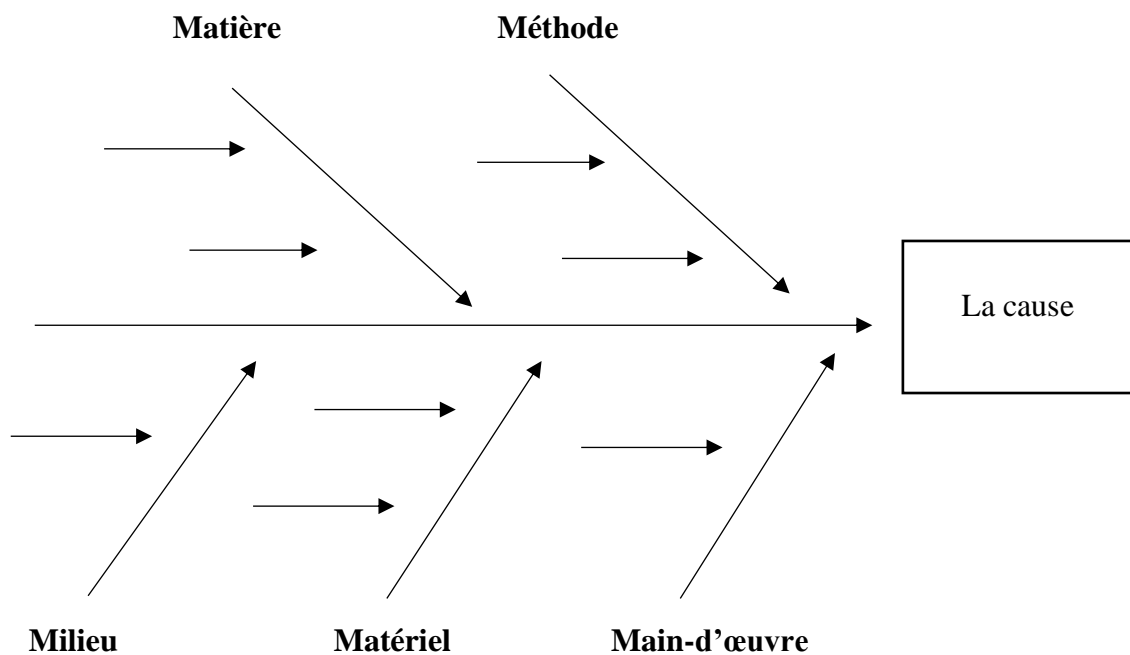 Matière
Méthode
La cause
Milieu
Matériel
Main-d’œuvre